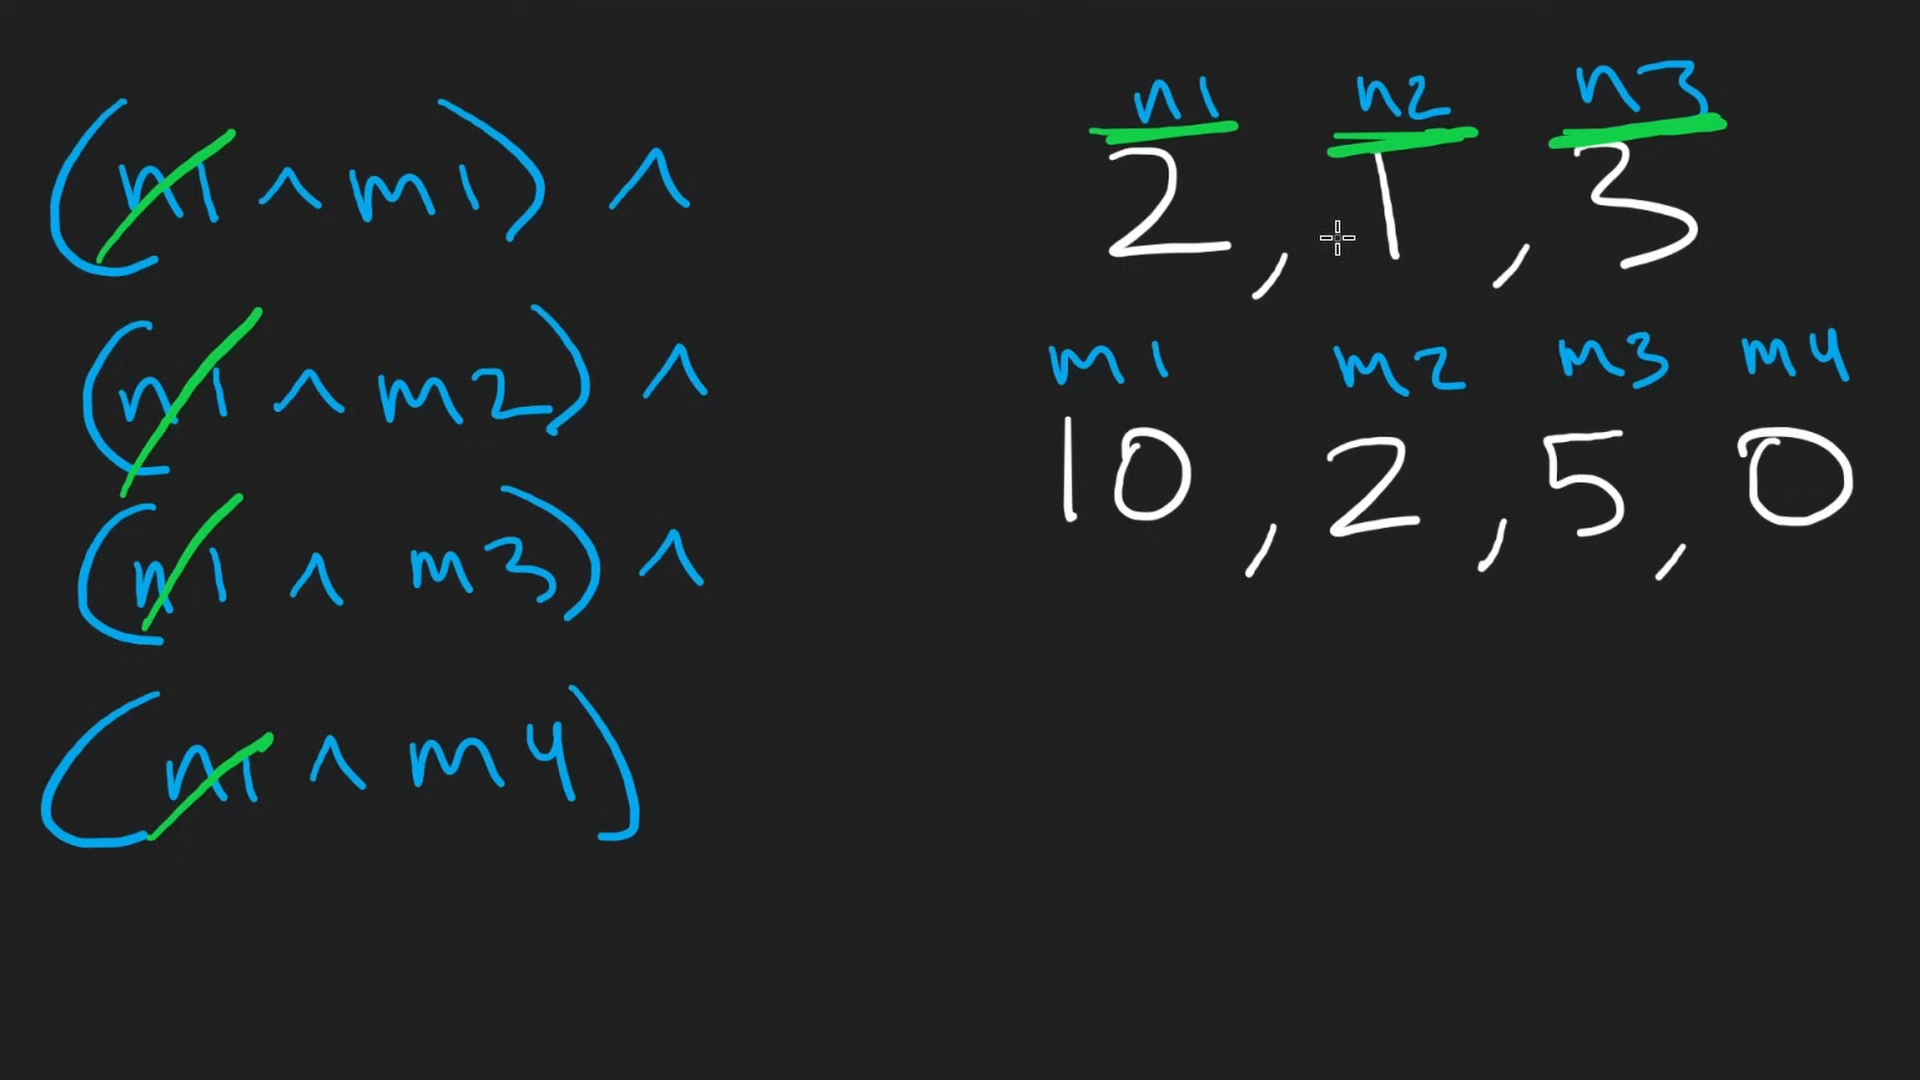 (n1 ^ m1) ^
(n1 ^ m2) ^
(n1 ^ m3) ^
(n1 ^ m4)
n1 n2 n3
2, 1, 3
m1 m2 m3 m4
10, 2, 5, 0